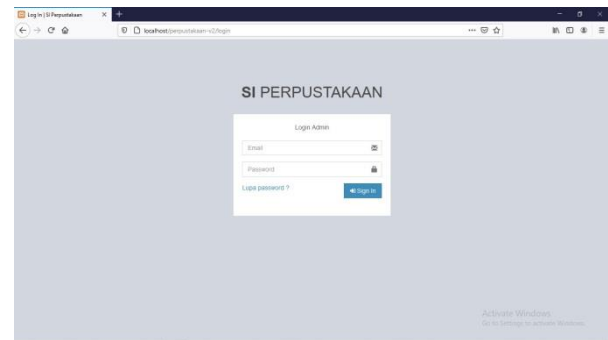 Log In | SI Perpustakaan
localhost/perpustakaan-v2/login
SI PERPUSTAKAAN
Login Admin
Email
Password
Lupa password ?
Sign In
Activate Windows
Go to Settings to activate Windows.